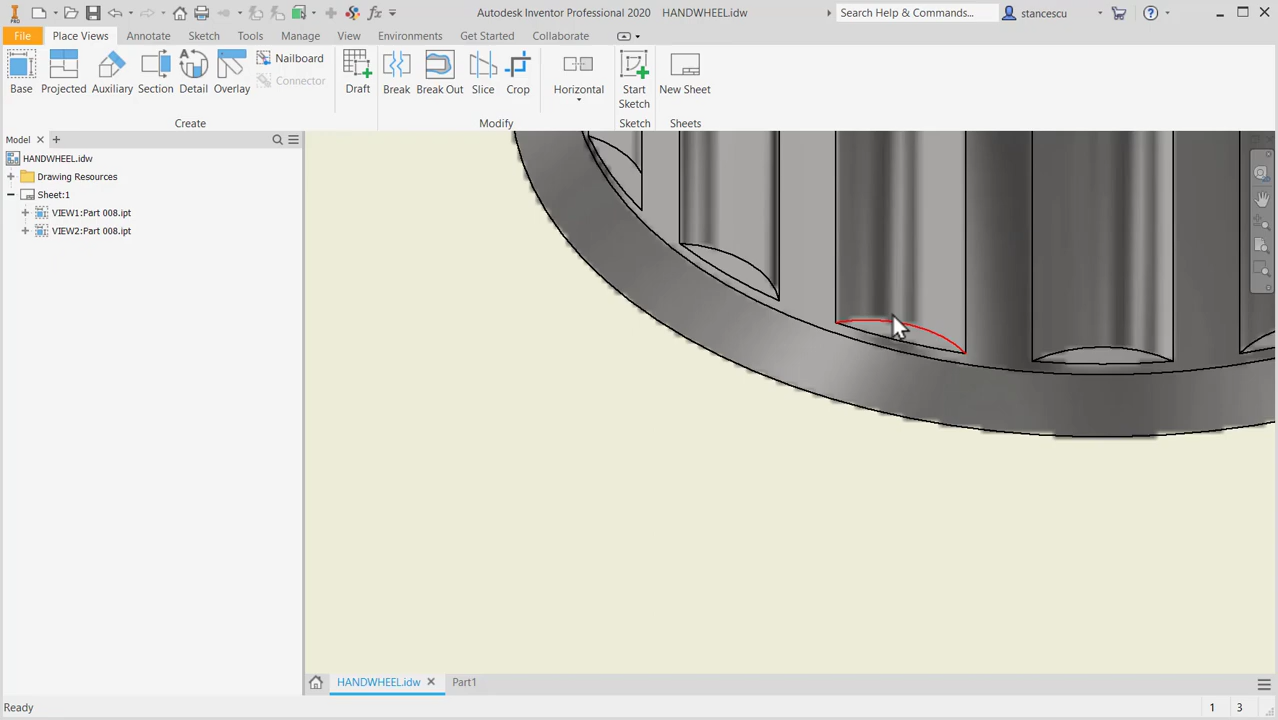 Autodesk Inventor Professional 2020 HANDWHEEL.idw
Search Help & Commands...
stancescu
File Place Views Annotate Sketch Tools Manage View Environments Get Started Collaborate
Base Projected Auxiliary Section Detail Overlay
Nailboard
Connector
Draft
Break Break Out Slice Crop
Horizontal
Start
Sketch
New Sheet
Create Modify Sketch Sheets
Model
HANDWHEEL.idw
Drawing Resources
Sheet:1
VIEW1:Part 008.ipt
VIEW2:Part 008.ipt
HANDWHEEL.idw Part1
Ready 1 3